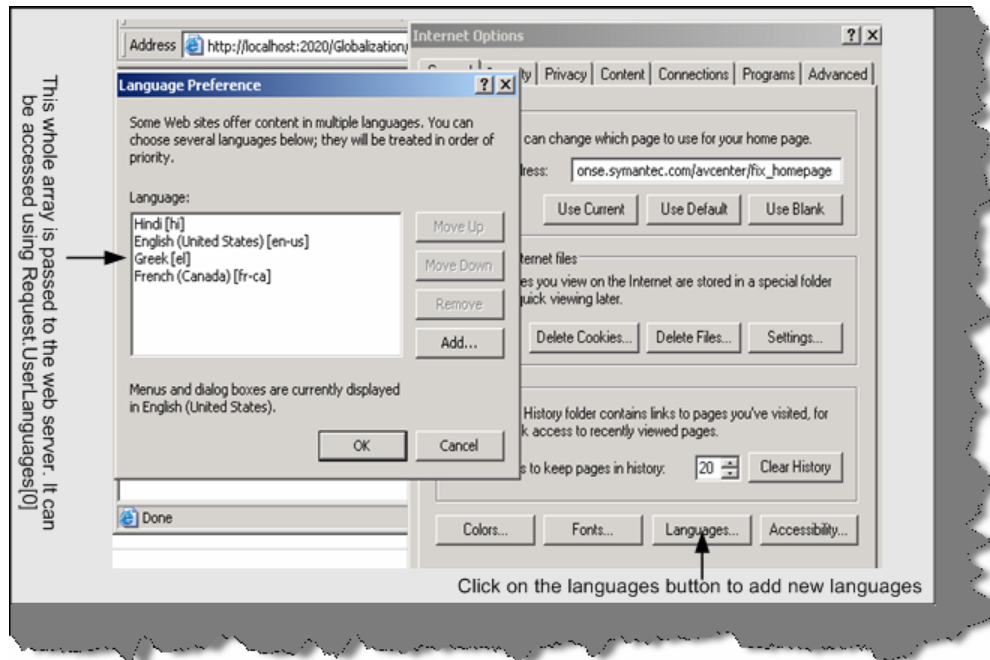 This whole array is passed to the web server. It can
be accessed using Request.UserLanguages[0]
Address http://localhost:2020/Globalization/
Internet Options
Privacy Content Connections Programs Advanced
can change which page to use for your home page.
onse.symantec.com/avcenter/fix_homepage
Use Current Use Default Use Blank
ternet files
es you view on the Internet are stored in a special folder
quick viewing later.
Delete Cookies... Delete Files... Settings...
History folder contains links to pages you've visited, for
k access to recently viewed pages.
s to keep pages in history: 20 Clear History
Colors... Fonts... Languages... Accessibility...
Language Preference
Some Web sites offer content in multiple languages. You can
choose several languages below; they will be treated in order of
priority.
Language:
Hindi [hi]
English (United States) [en-us]
Greek [el]
French (Canada) [fr-ca]
Move Up
Move Down
Remove
Add...
Menus and dialog boxes are currently displayed
in English (United States).
OK Cancel
Done
Click on the languages button to add new languages